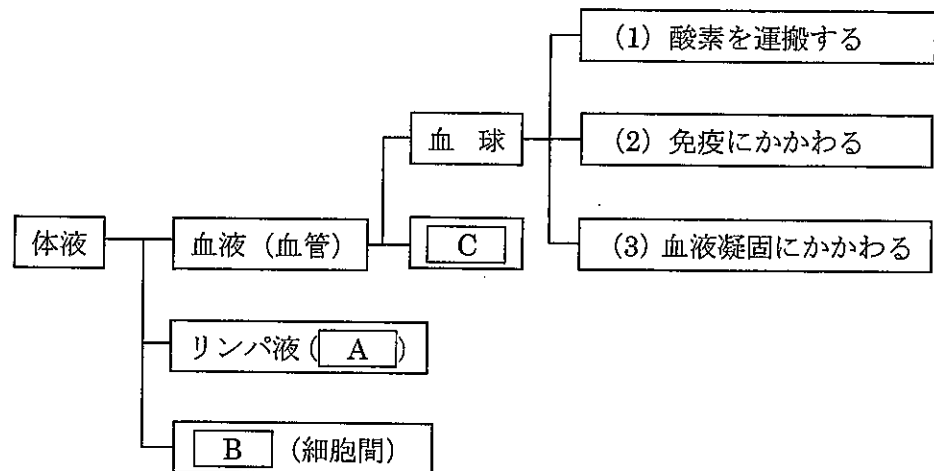 (1) 酸素を運搬する
血 球
(2) 免疫にかかわる
体液
血液 (血管)
C
(3) 血液凝固にかかわる
リンパ液 ( A )
B (細胞間)